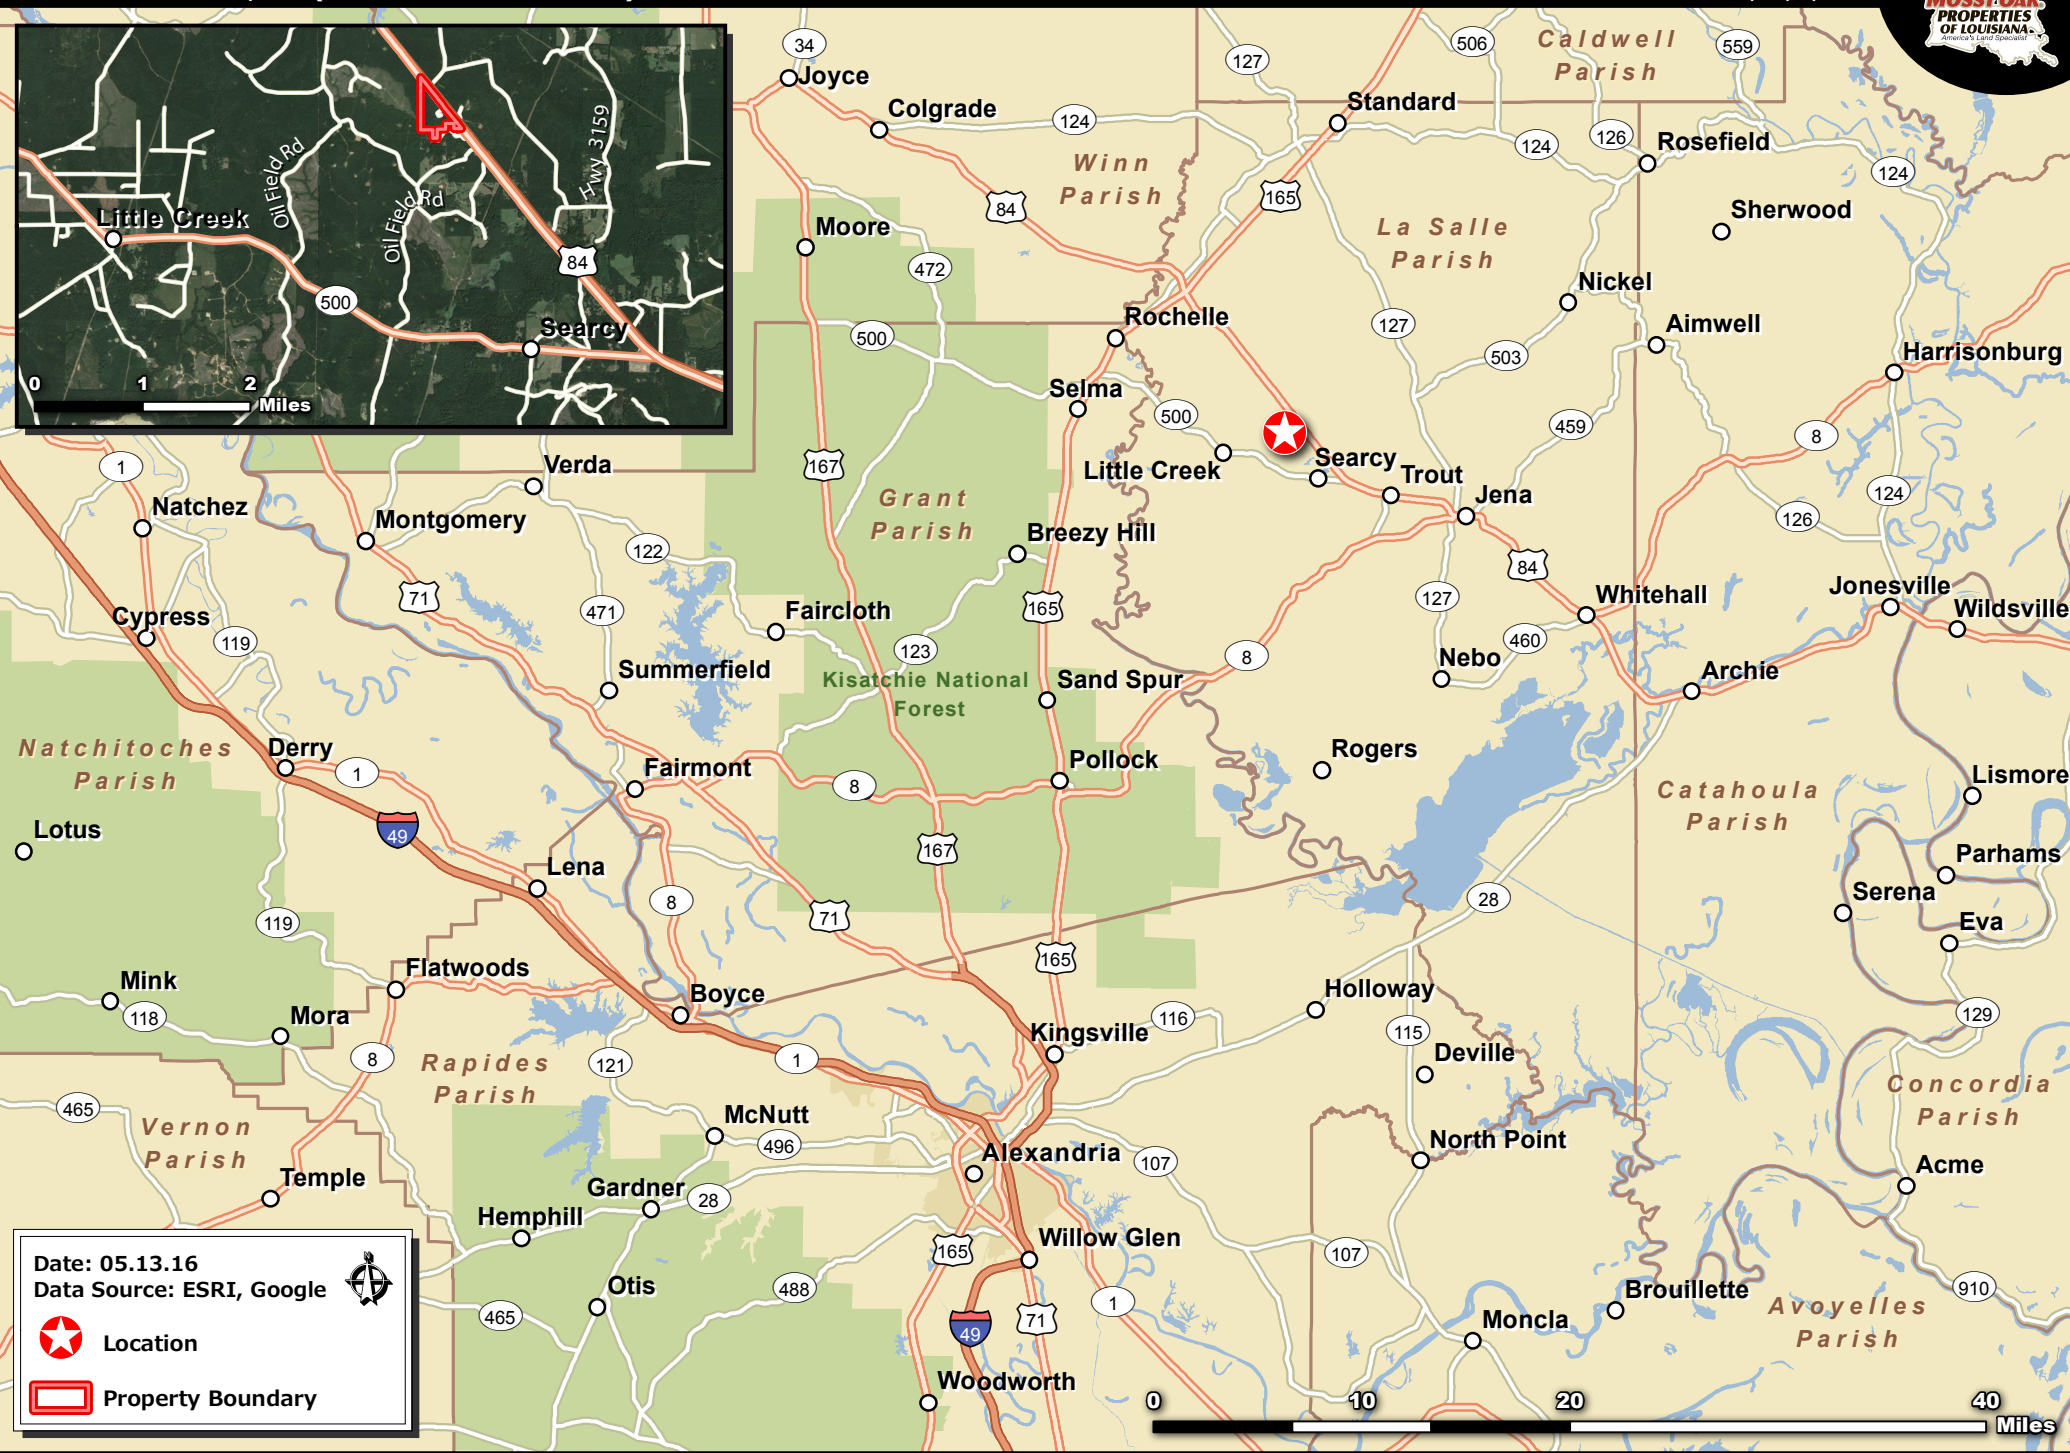 MOSSY OAK
PROPERTIES
OF LOUISIANA
America's Land Specialist
Little Creek
Oil Field Rd
Oil Field Rd
Hwy 3159
84
500
Searcy
0 1 2
Miles
34
Joyce
Colgrade
124
127
506
Caldwell
Parish
559
Standard
124
126
Rosefield
124
Winn
Parish
84
165
Sherwood
Moore
La Salle
Parish
472
Nickel
Rochelle
127
Aimwell
500
503
Harrisonburg
Selma
500
459
8
1
Verda
167
Little Creek
Searcy
Trout
Jena
124
Natchez
Montgomery
Grant
Parish
126
122
Breezy Hill
84
71
471
165
127
Whitehall
Jonesville
Wildsville
Cypress
Faircloth
119
123
8
460
Summerfield
Kisatchie National
Forest
Sand Spur
Nebo
Archie
Natchitoches
Parish
Derry
1
Fairmont
8
Pollock
Rogers
Catahoula
Parish
Lismore
Lotus
49
167
Lena
Parhams
8
71
28
Serena
Eva
119
165
Flatwoods
Mink
118
Boyce
Holloway
Mora
116
129
Kingsville
115
8
Rapides
Parish
121
1
Deville
Concordia
Parish
465
Vernon
Parish
McNutt
496
Alexandria
107
North Point
Acme
Temple
Gardner
28
Hemphill
165
Willow Glen
107
Otis
488
Brouillette
910
465
49
71
1
Moncla
Avoyelles
Parish
Woodworth
Date: 05.13.16
Data Source: ESRI, Google
Location
Property Boundary
0 10 20 40
Miles